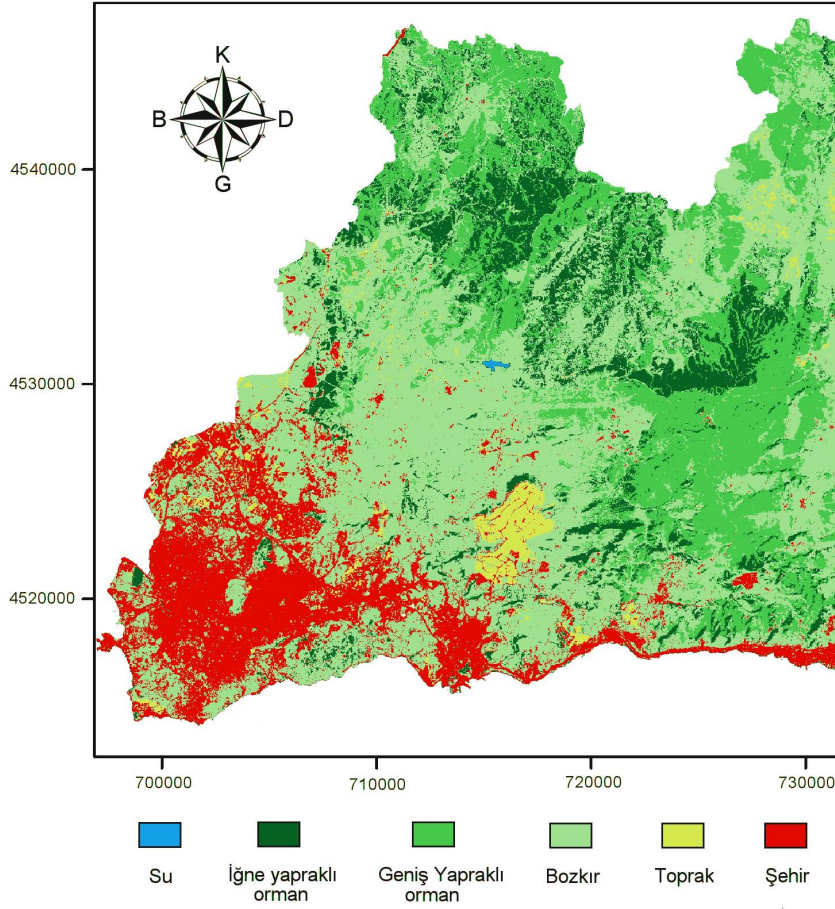 K
B
D
G
4540000
4530000
4520000
700000
710000
720000
730000
Su
İğne yapraklı
orman
Geniş Yapraklı
orman
Bozkır
Toprak
Şehir